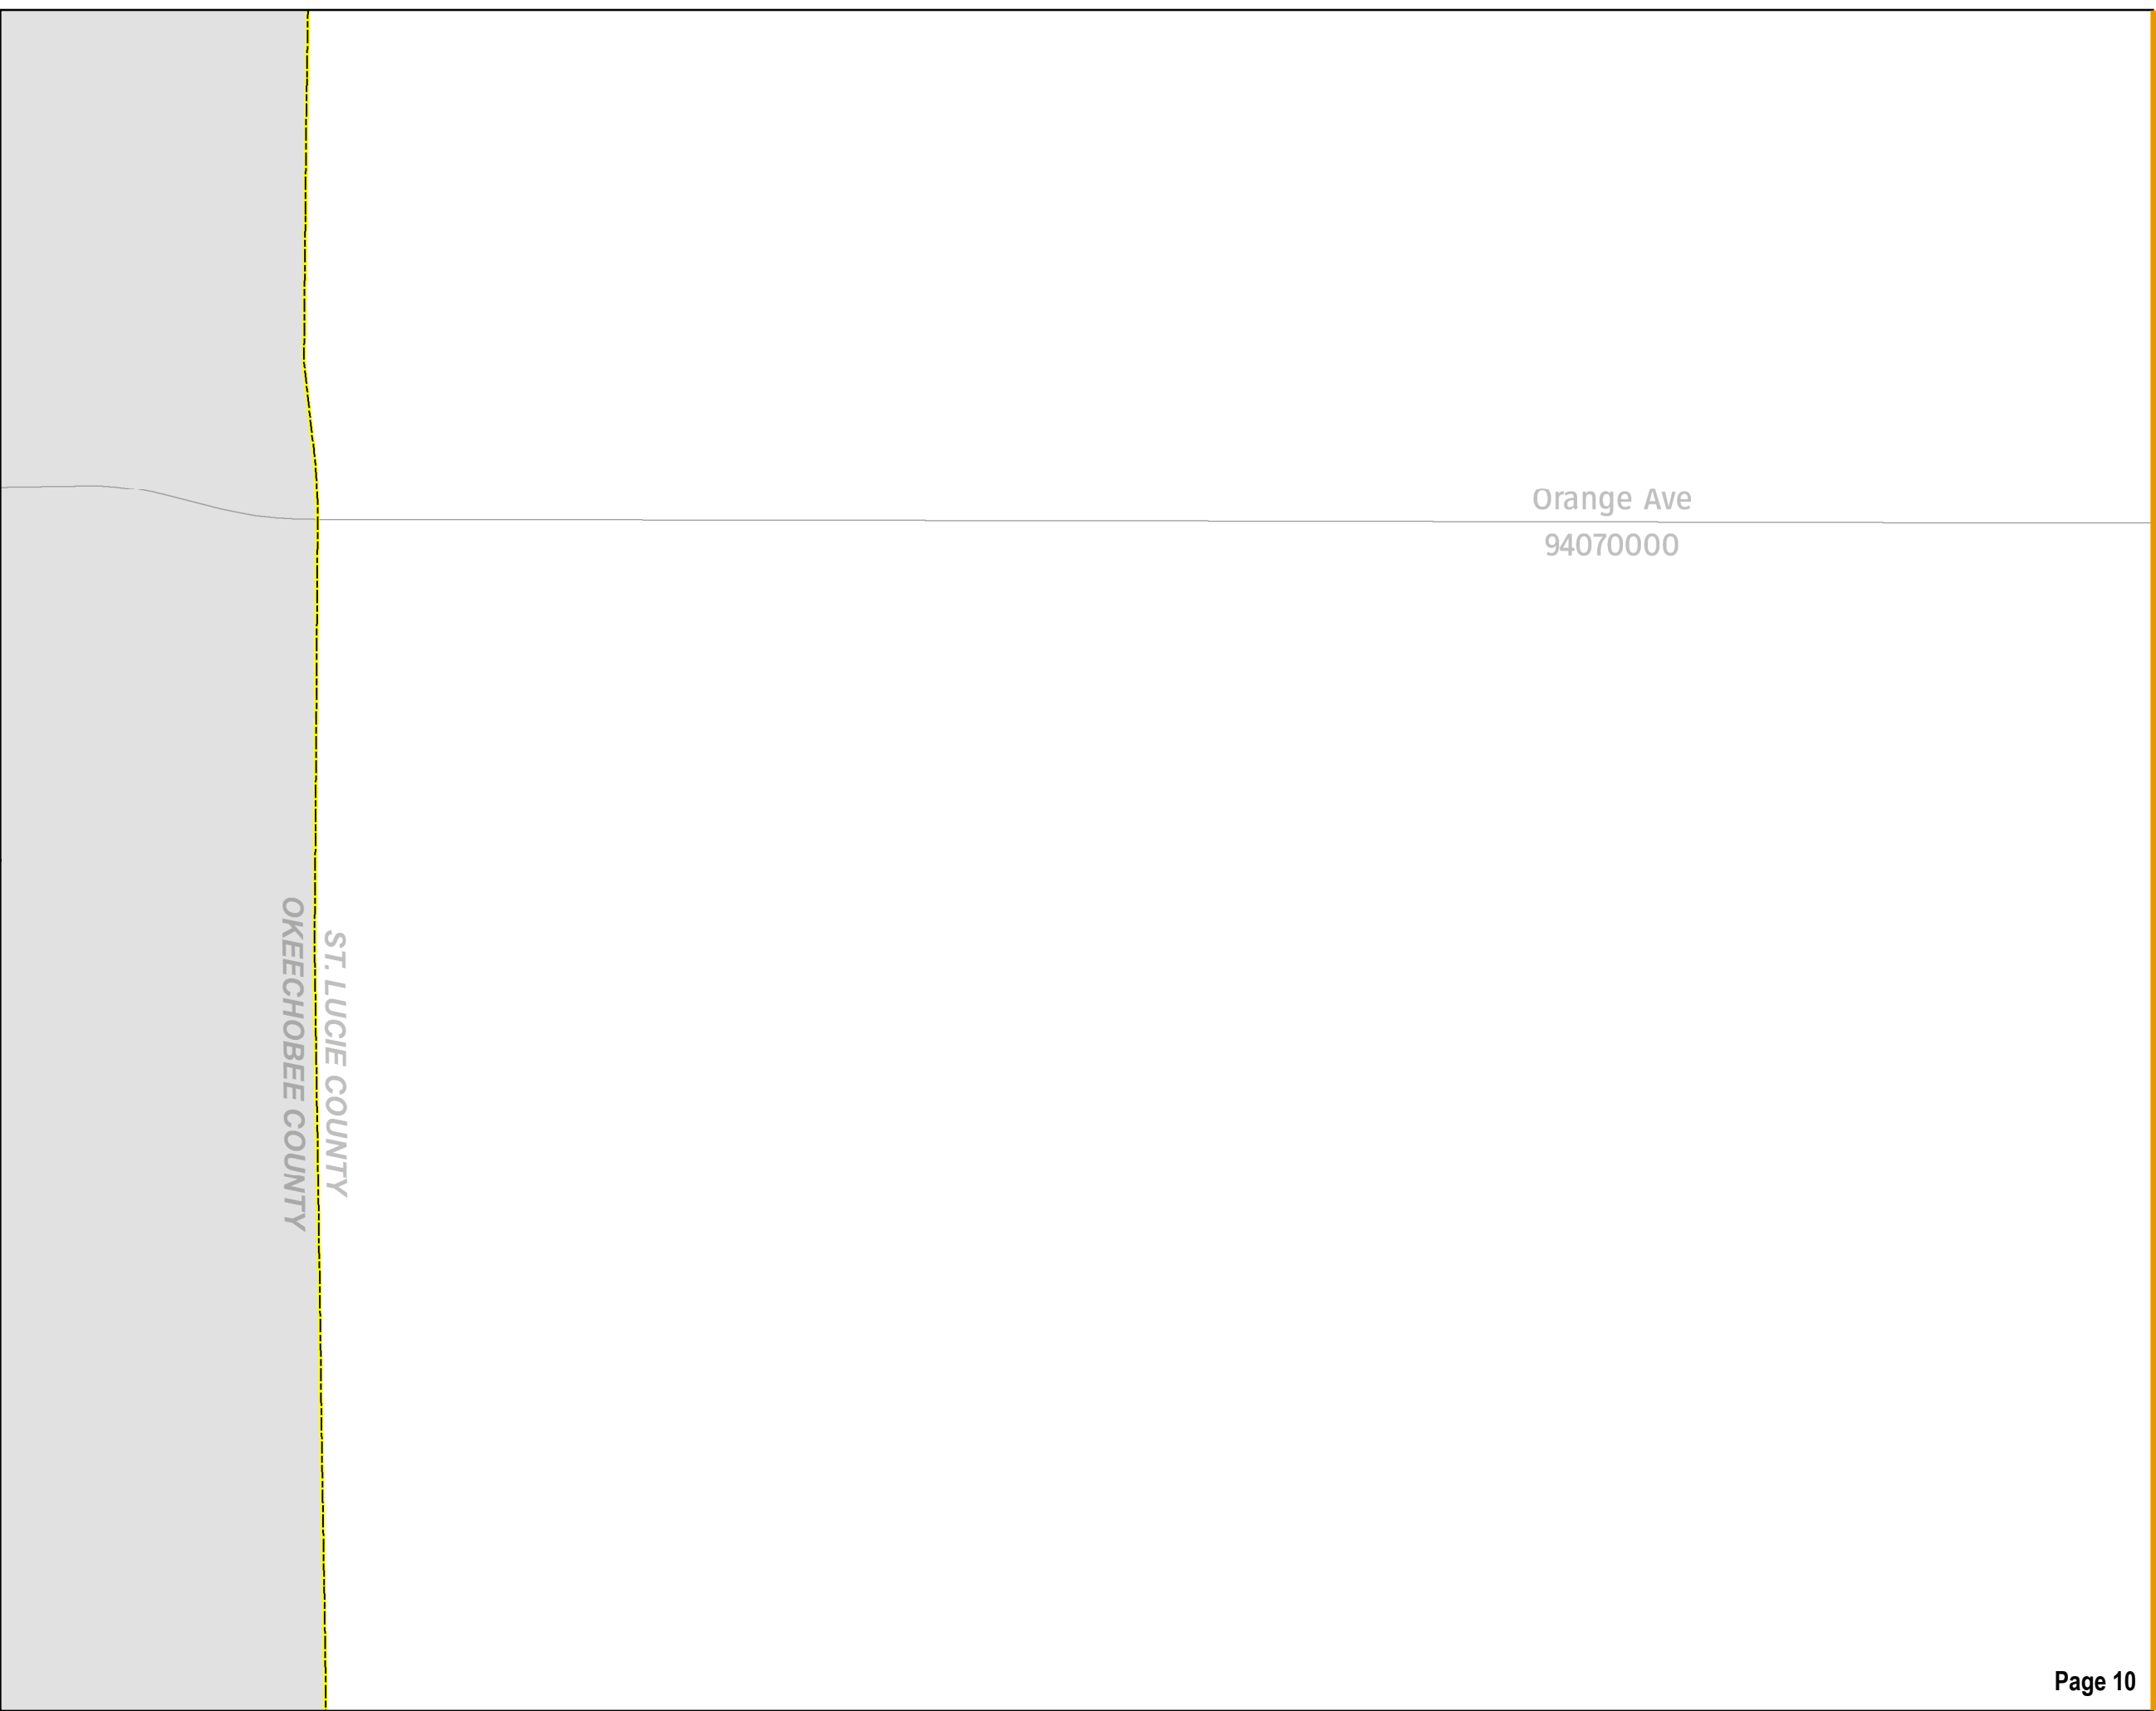 Orange Ave
94070000
OKEECHOBEE COUNTY
ST. LUCIE COUNTY
Page 10